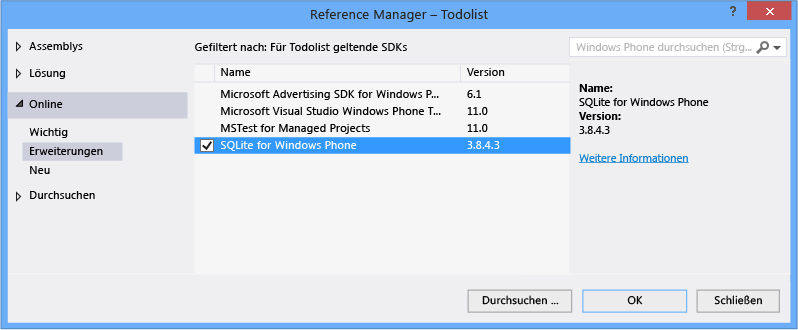 Reference Manager – Todolist
?
Assemblys
Lösung
Online
Wichtig
Erweiterungen
Neu
Durchsuchen
Gefiltert nach: Für Todolist geltende SDKs
Name Version
Microsoft Advertising SDK for Windows P... 6.1
Microsoft Visual Studio Windows Phone T... 11.0
MSTest for Managed Projects 11.0
SQLite for Windows Phone 3.8.4.3
Windows Phone durchsuchen (Strg...
Name:
SQLite for Windows Phone
Version:
3.8.4.3
Weitere Informationen
Durchsuchen ... OK Schließen